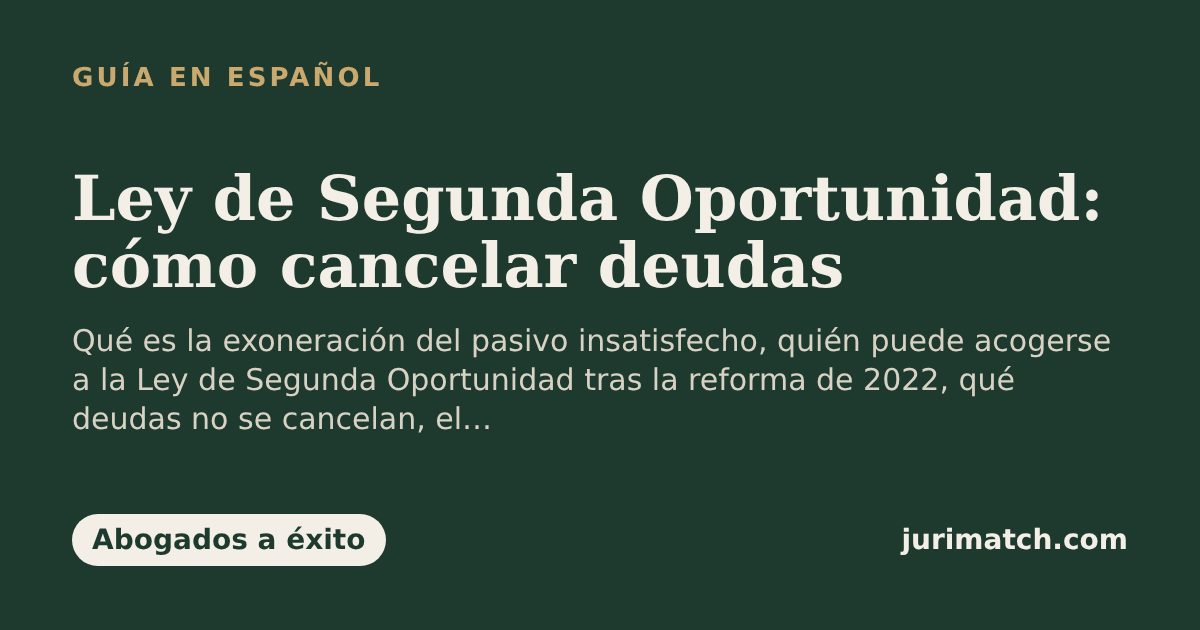 GUÍA EN ESPAÑOL
Ley de Segunda Oportunidad:
cómo cancelar deudas
Qué es la exoneración del pasivo insatisfecho, quién puede acogerse
a la Ley de Segunda Oportunidad tras la reforma de 2022, qué
deudas no se cancelan, el...
Abogados a éxito
jurimatch.com